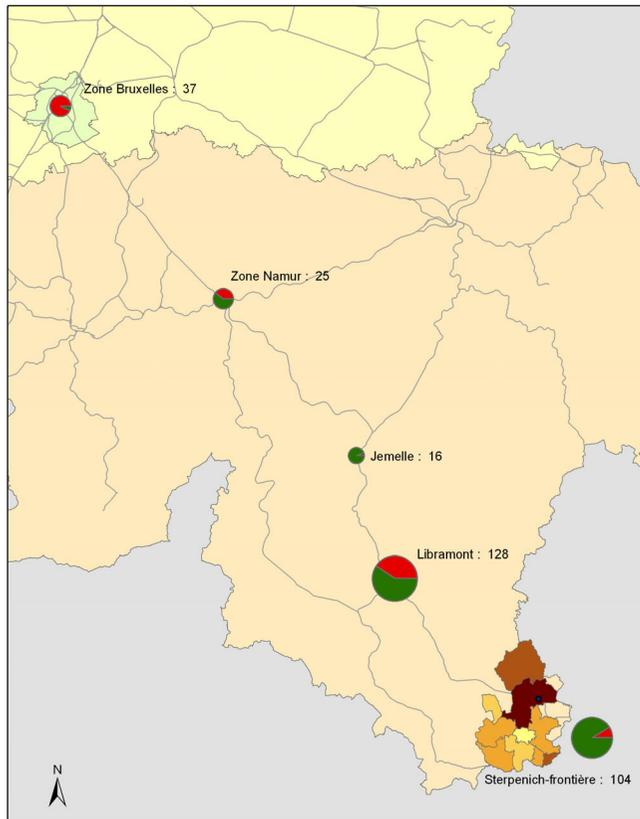 Zone Bruxelles : 37
Zone Namur : 25
Jemelle : 16
Libramont : 128
Sterpenich-frontière : 104
N